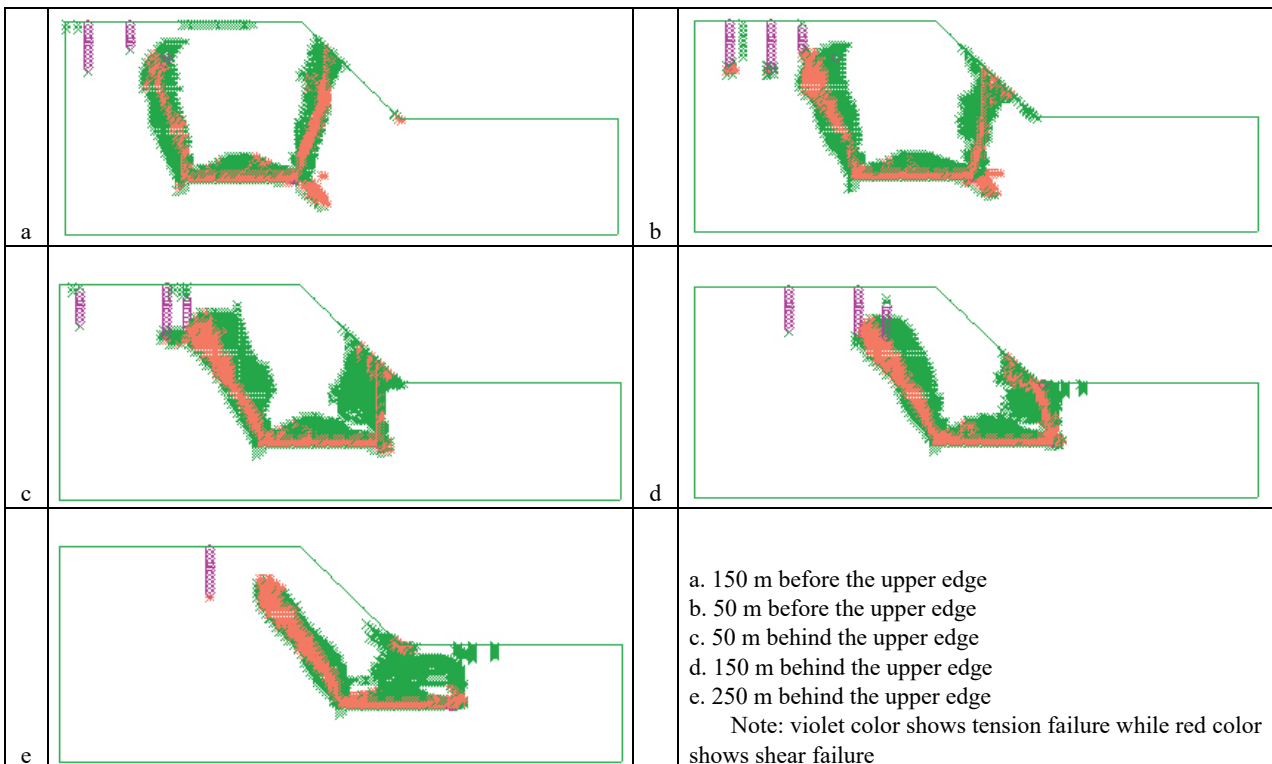 a
b
c
d
e
a. 150 m before the upper edge
b. 50 m before the upper edge
c. 50 m behind the upper edge
d. 150 m behind the upper edge
e. 250 m behind the upper edge
Note: violet color shows tension failure while red color
shows shear failure